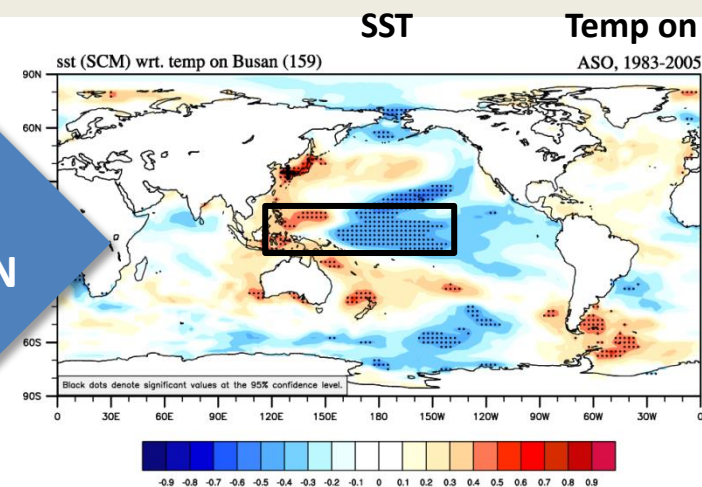 SST Temp on
sst (SCM) wrt. temp on Busan (159) ASO, 1983-2005
90N
60N
N
60S
90S
Black dots denote significant values at the 95% confidence level.
0 30E 60E 90E 120E 150E 180 150W 120W 90W 60W 30W 0
-0.9 -0.8 -0.7 -0.6 -0.5 -0.4 -0.3 -0.2 -0.1 0 0.1 0.2 0.3 0.4 0.5 0.6 0.7 0.8 0.9